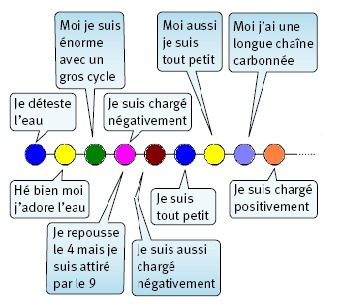 Moi je suis
énorme
avec un
gros cycle
Moi aussi
je suis
tout petit
Moi j'ai une
longue chaîne
carbonnée
Je déteste
l'eau
Je suis chargé
négativement
Hé bien moi
j'adore l'eau
Je repousse
le 4 mais je
suis attiré
par le 9
Je suis aussi
chargé
négativement
Je suis
tout petit
Je suis chargé
positivement